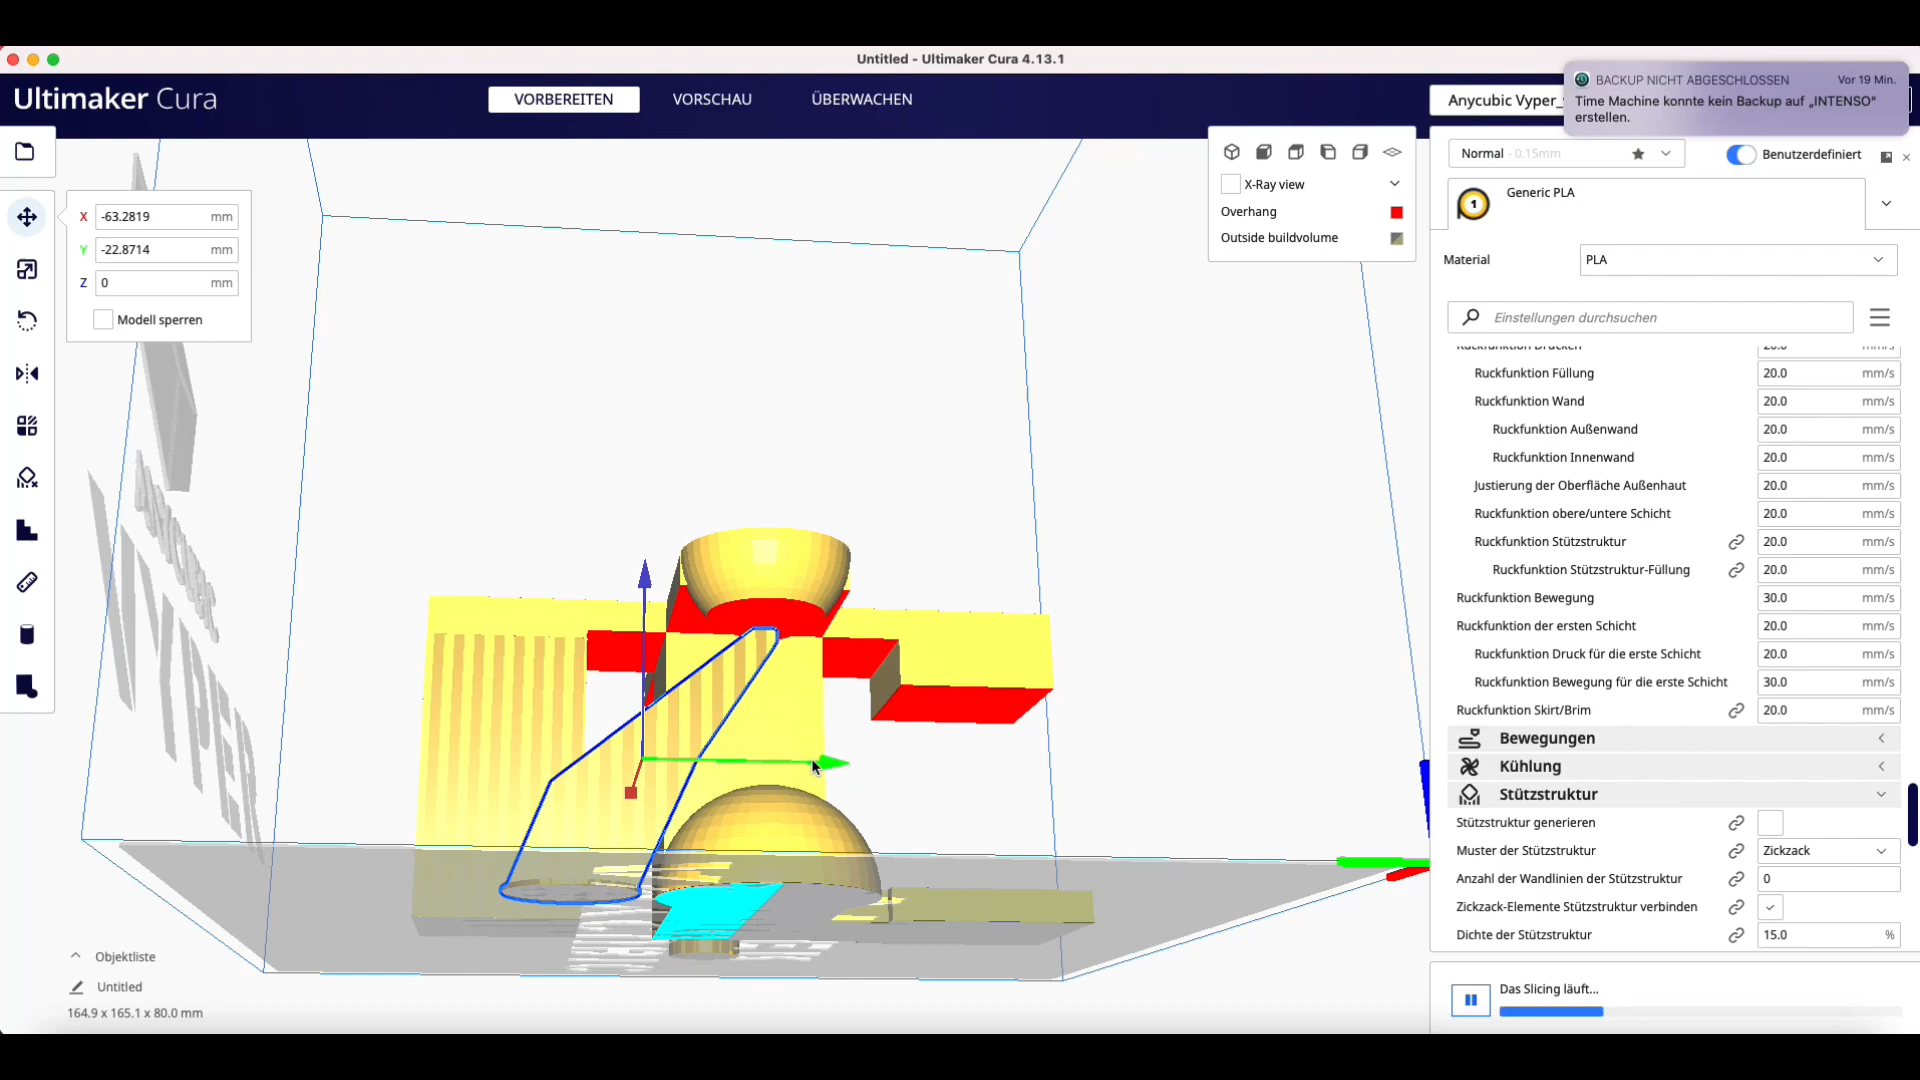 Untitled - Ultimaker Cura 4.13.1
Ultimaker Cura
VORBEREITEN
VORSCHAU
ÜBERWACHEN
Anycubic Vyper_
BACKUP NICHT ABGESCHLOSSEN
Vor 19 Min.
Time Machine konnte kein Backup auf „INTENSO“
erstellen.
X -63.2819 mm
Y -22.8714 mm
Z 0 mm
Modell sperren
X-Ray view
Overhang
Outside buildvolume
Normal - 0.15mm
Benutzerdefiniert
1
Generic PLA
Material
PLA
Einstellungen durchsuchen
Ruckfunktion Drucken 20.0 mm/s
Ruckfunktion Füllung 20.0 mm/s
Ruckfunktion Wand 20.0 mm/s
Ruckfunktion Außenwand 20.0 mm/s
Ruckfunktion Innenwand 20.0 mm/s
Justierung der Oberfläche Außenhaut 20.0 mm/s
Ruckfunktion obere/untere Schicht 20.0 mm/s
Ruckfunktion Stützstruktur 20.0 mm/s
Ruckfunktion Stützstruktur-Füllung 20.0 mm/s
Ruckfunktion Bewegung 30.0 mm/s
Ruckfunktion der ersten Schicht 20.0 mm/s
Ruckfunktion Druck für die erste Schicht 20.0 mm/s
Ruckfunktion Bewegung für die erste Schicht 30.0 mm/s
Ruckfunktion Skirt/Brim 20.0 mm/s
Bewegungen
Kühlung
Stützstruktur
Stützstruktur generieren
Muster der Stützstruktur Zickzack
Anzahl der Wandlinien der Stützstruktur 0
Zickzack-Elemente Stützstruktur verbinden
Dichte der Stützstruktur 15.0 %
Objektliste
Untitled
164.9 x 165.1 x 80.0 mm
Das Slicing läuft...